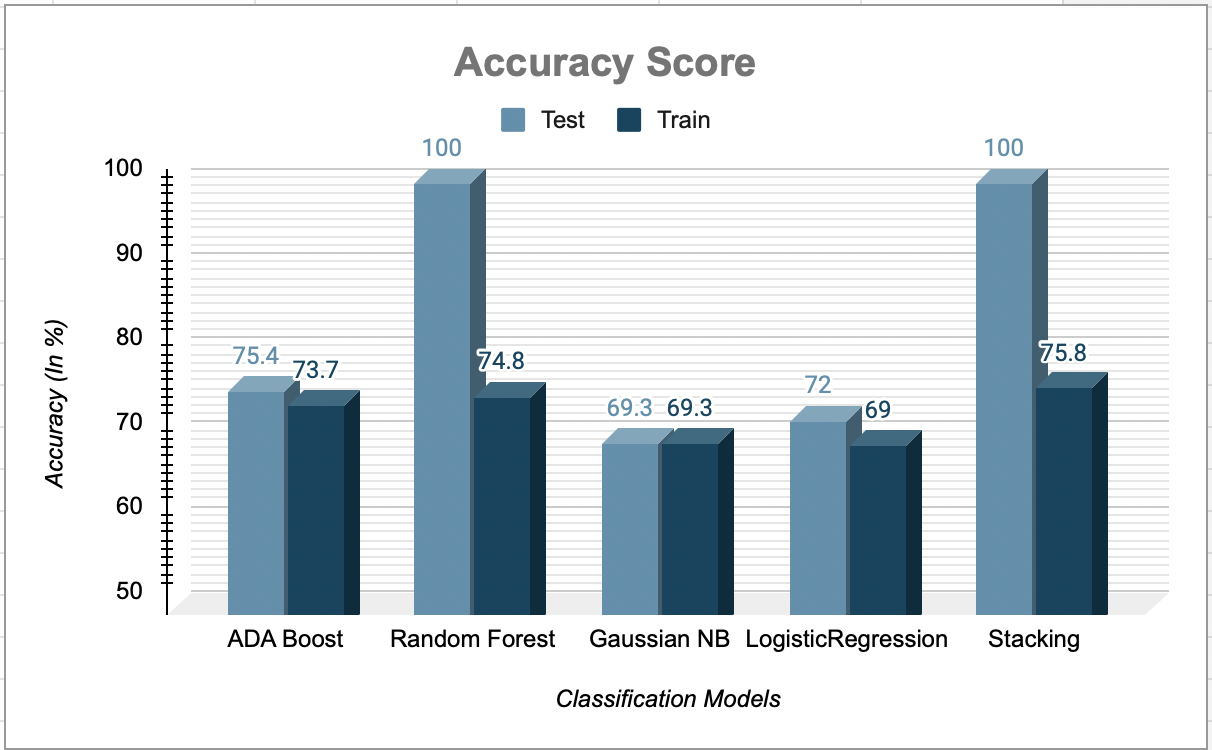 Accuracy Score
Test Train
100 100
100
90
80
75.4 73.7 74.8 69.3 69.3 72 69 75.8
70
60
50
Accuracy (In %)
ADA Boost Random Forest Gaussian NB LogisticRegression Stacking
Classification Models